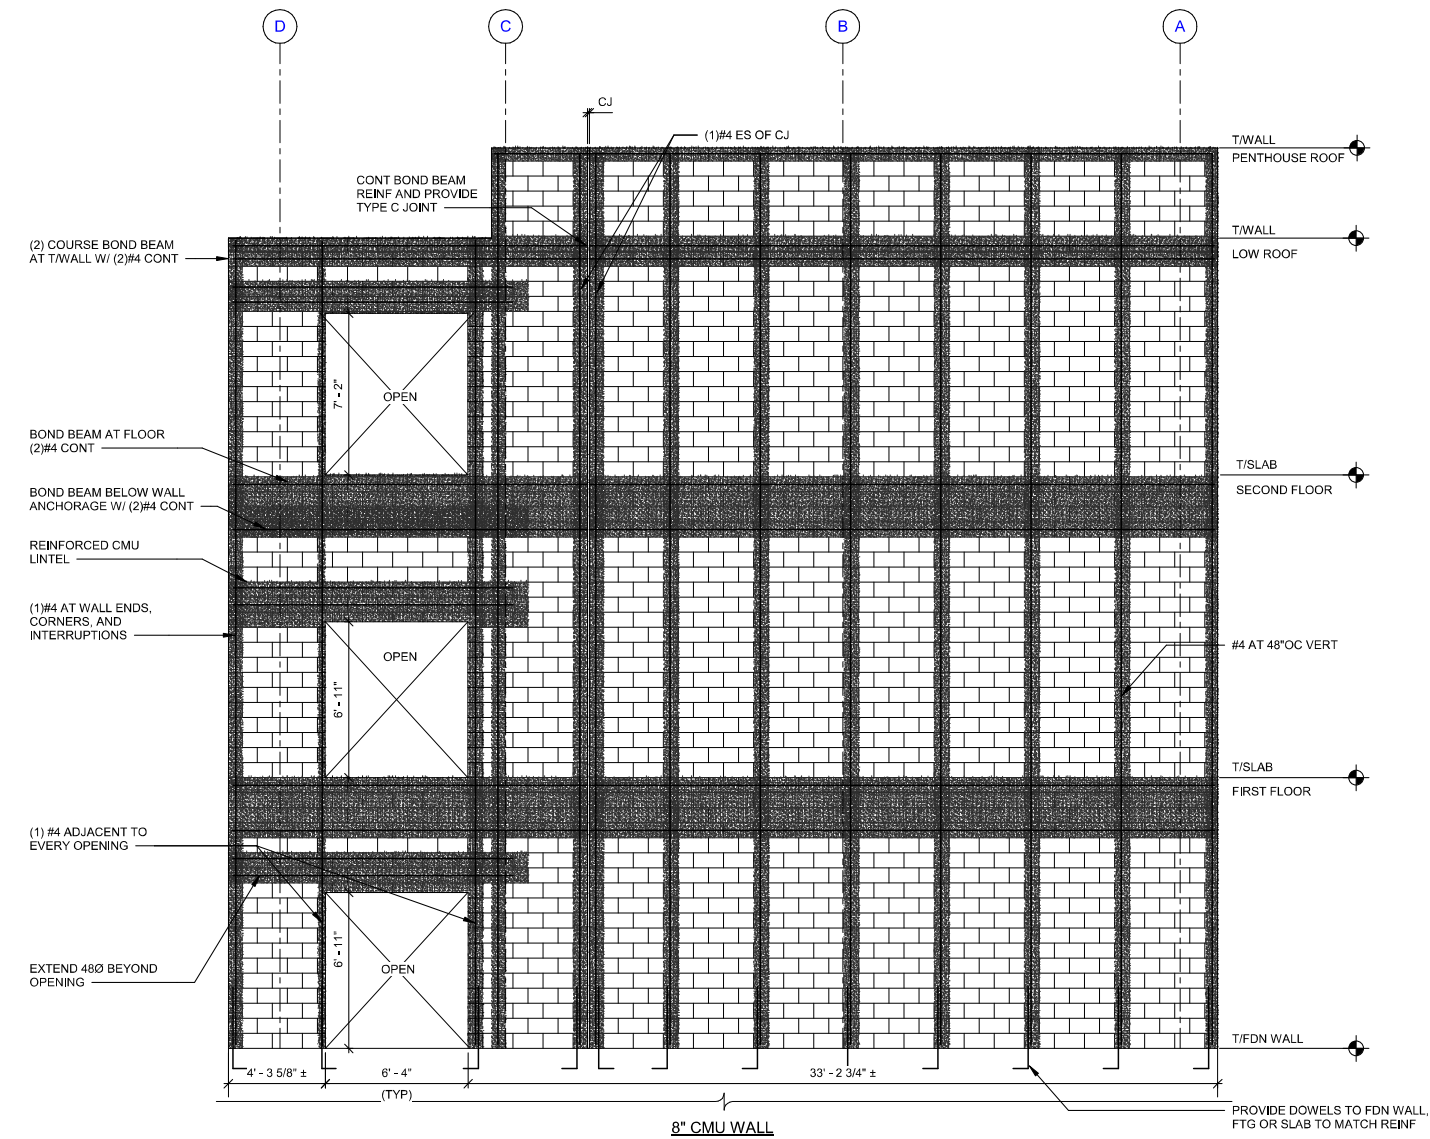 D
C
B
A
CJ
(1)#4 ES OF CJ
T/WALL
PENTHOUSE ROOF
CONT BOND BEAM
REINF AND PROVIDE
TYPE C JOINT
T/WALL
LOW ROOF
(2) COURSE BOND BEAM
AT T/WALL W/ (2)#4 CONT
7' - 2"
OPEN
BOND BEAM AT FLOOR
(2)#4 CONT
T/SLAB
SECOND FLOOR
BOND BEAM BELOW WALL
ANCHORAGE W/ (2)#4 CONT
REINFORCED CMU
LINTEL
(1)#4 AT WALL ENDS,
CORNERS, AND
INTERRUPTIONS
OPEN
6' - 11"
#4 AT 48"OC VERT
T/SLAB
FIRST FLOOR
(1) #4 ADJACENT TO
EVERY OPENING
6' - 11"
OPEN
EXTEND 48Ø BEYOND
OPENING
T/FDN WALL
4' - 3 5/8" ±
6' - 4"
(TYP)
33' - 2 3/4" ±
PROVIDE DOWELS TO FDN WALL,
FTG OR SLAB TO MATCH REINF
8" CMU WALL